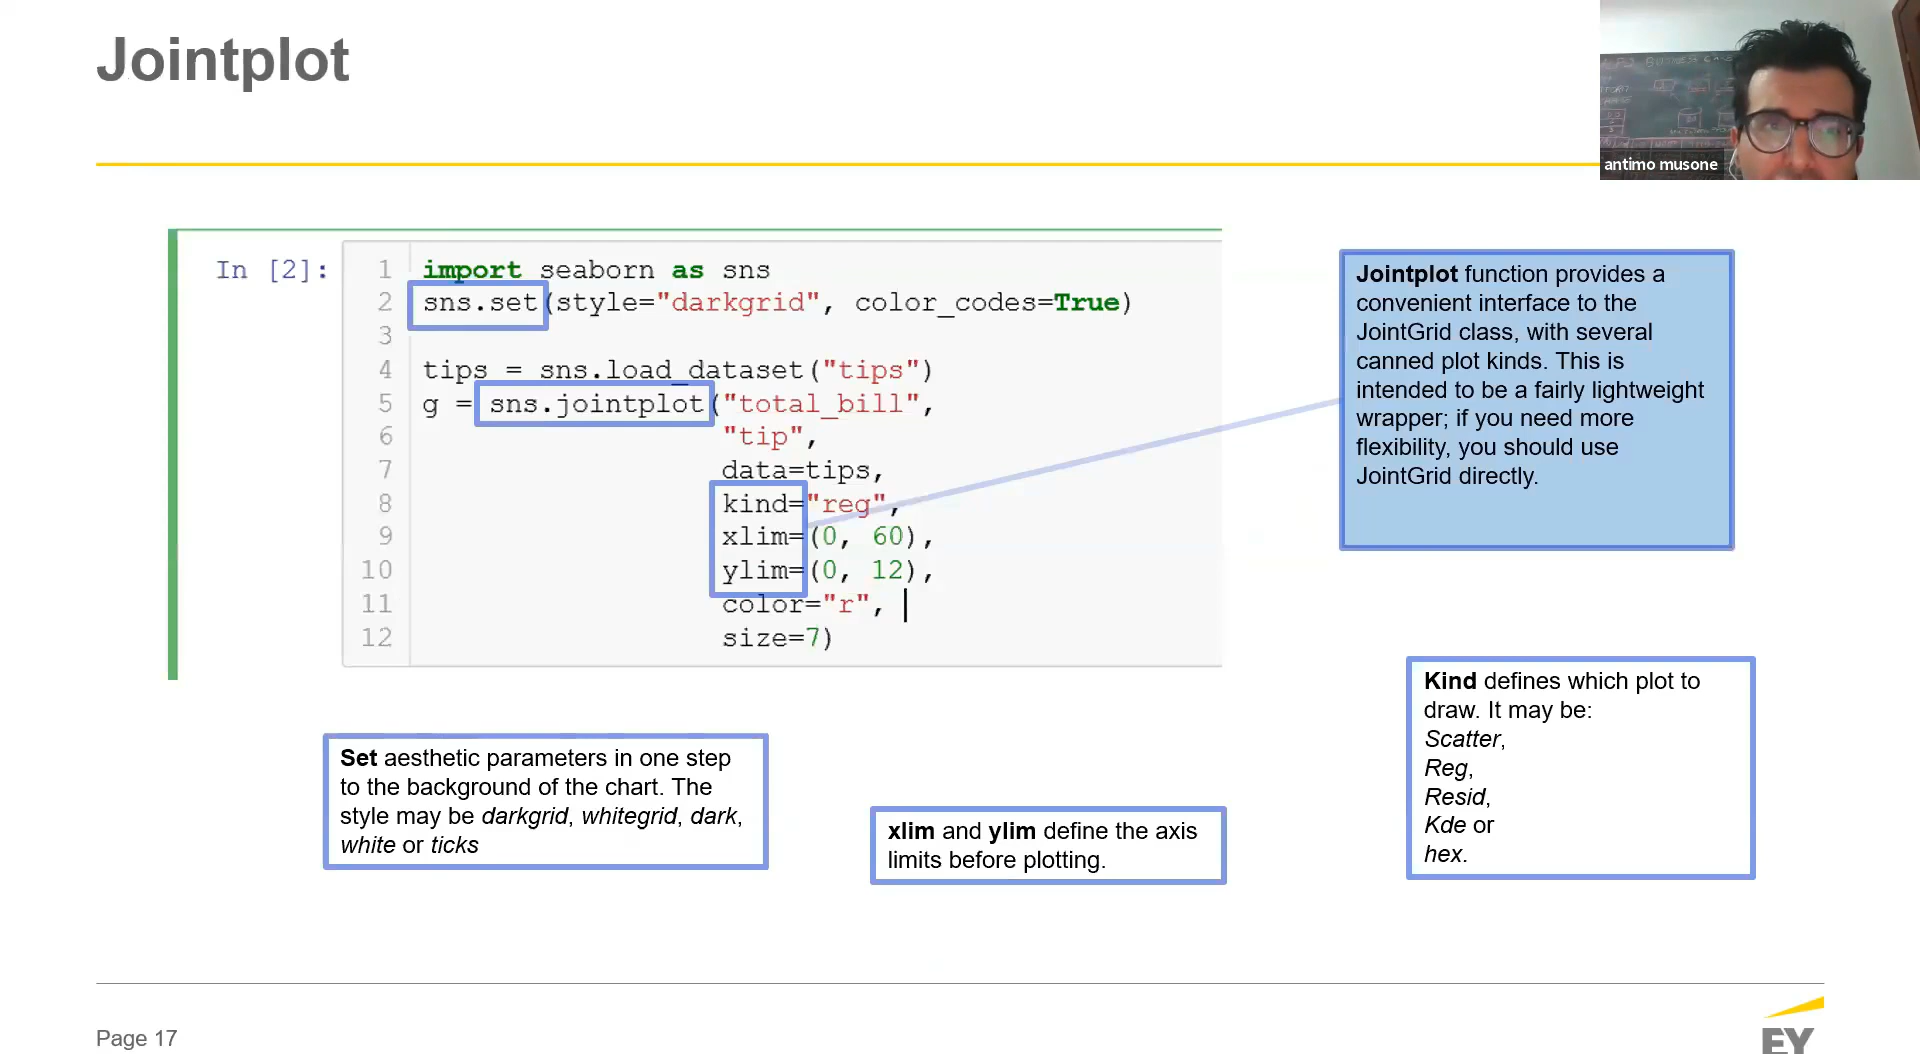 Jointplot
antimo musone
In [2]:
1 import seaborn as sns
2 sns.set(style="darkgrid", color_codes=True)
3
4 tips = sns.load_dataset("tips")
5 g = sns.jointplot("total_bill",
6 "tip",
7 data=tips,
8 kind="reg",
9 xlim=(0, 60),
10 ylim=(0, 12),
11 color="r",
12 size=7)
Jointplot function provides a
convenient interface to the
JointGrid class, with several
canned plot kinds. This is
intended to be a fairly lightweight
wrapper; if you need more
flexibility, you should use
JointGrid directly.
Kind defines which plot to
draw. It may be:
Scatter,
Reg,
Resid,
Kde or
hex.
Set aesthetic parameters in one step
to the background of the chart. The
style may be darkgrid, whitegrid, dark,
white or ticks
xlim and ylim define the axis
limits before plotting.
Page 17
EY